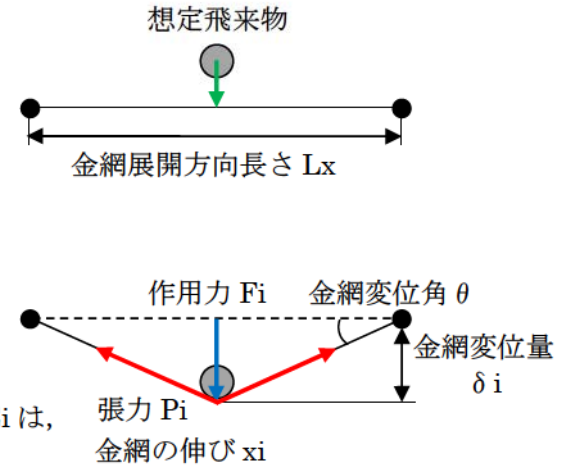 想定飛来物
金網展開方向長さ Lx
作用力 Fi
金網変位角 θ
金網変位量
δ i
i は,
張力 Pi
金網の伸び xi